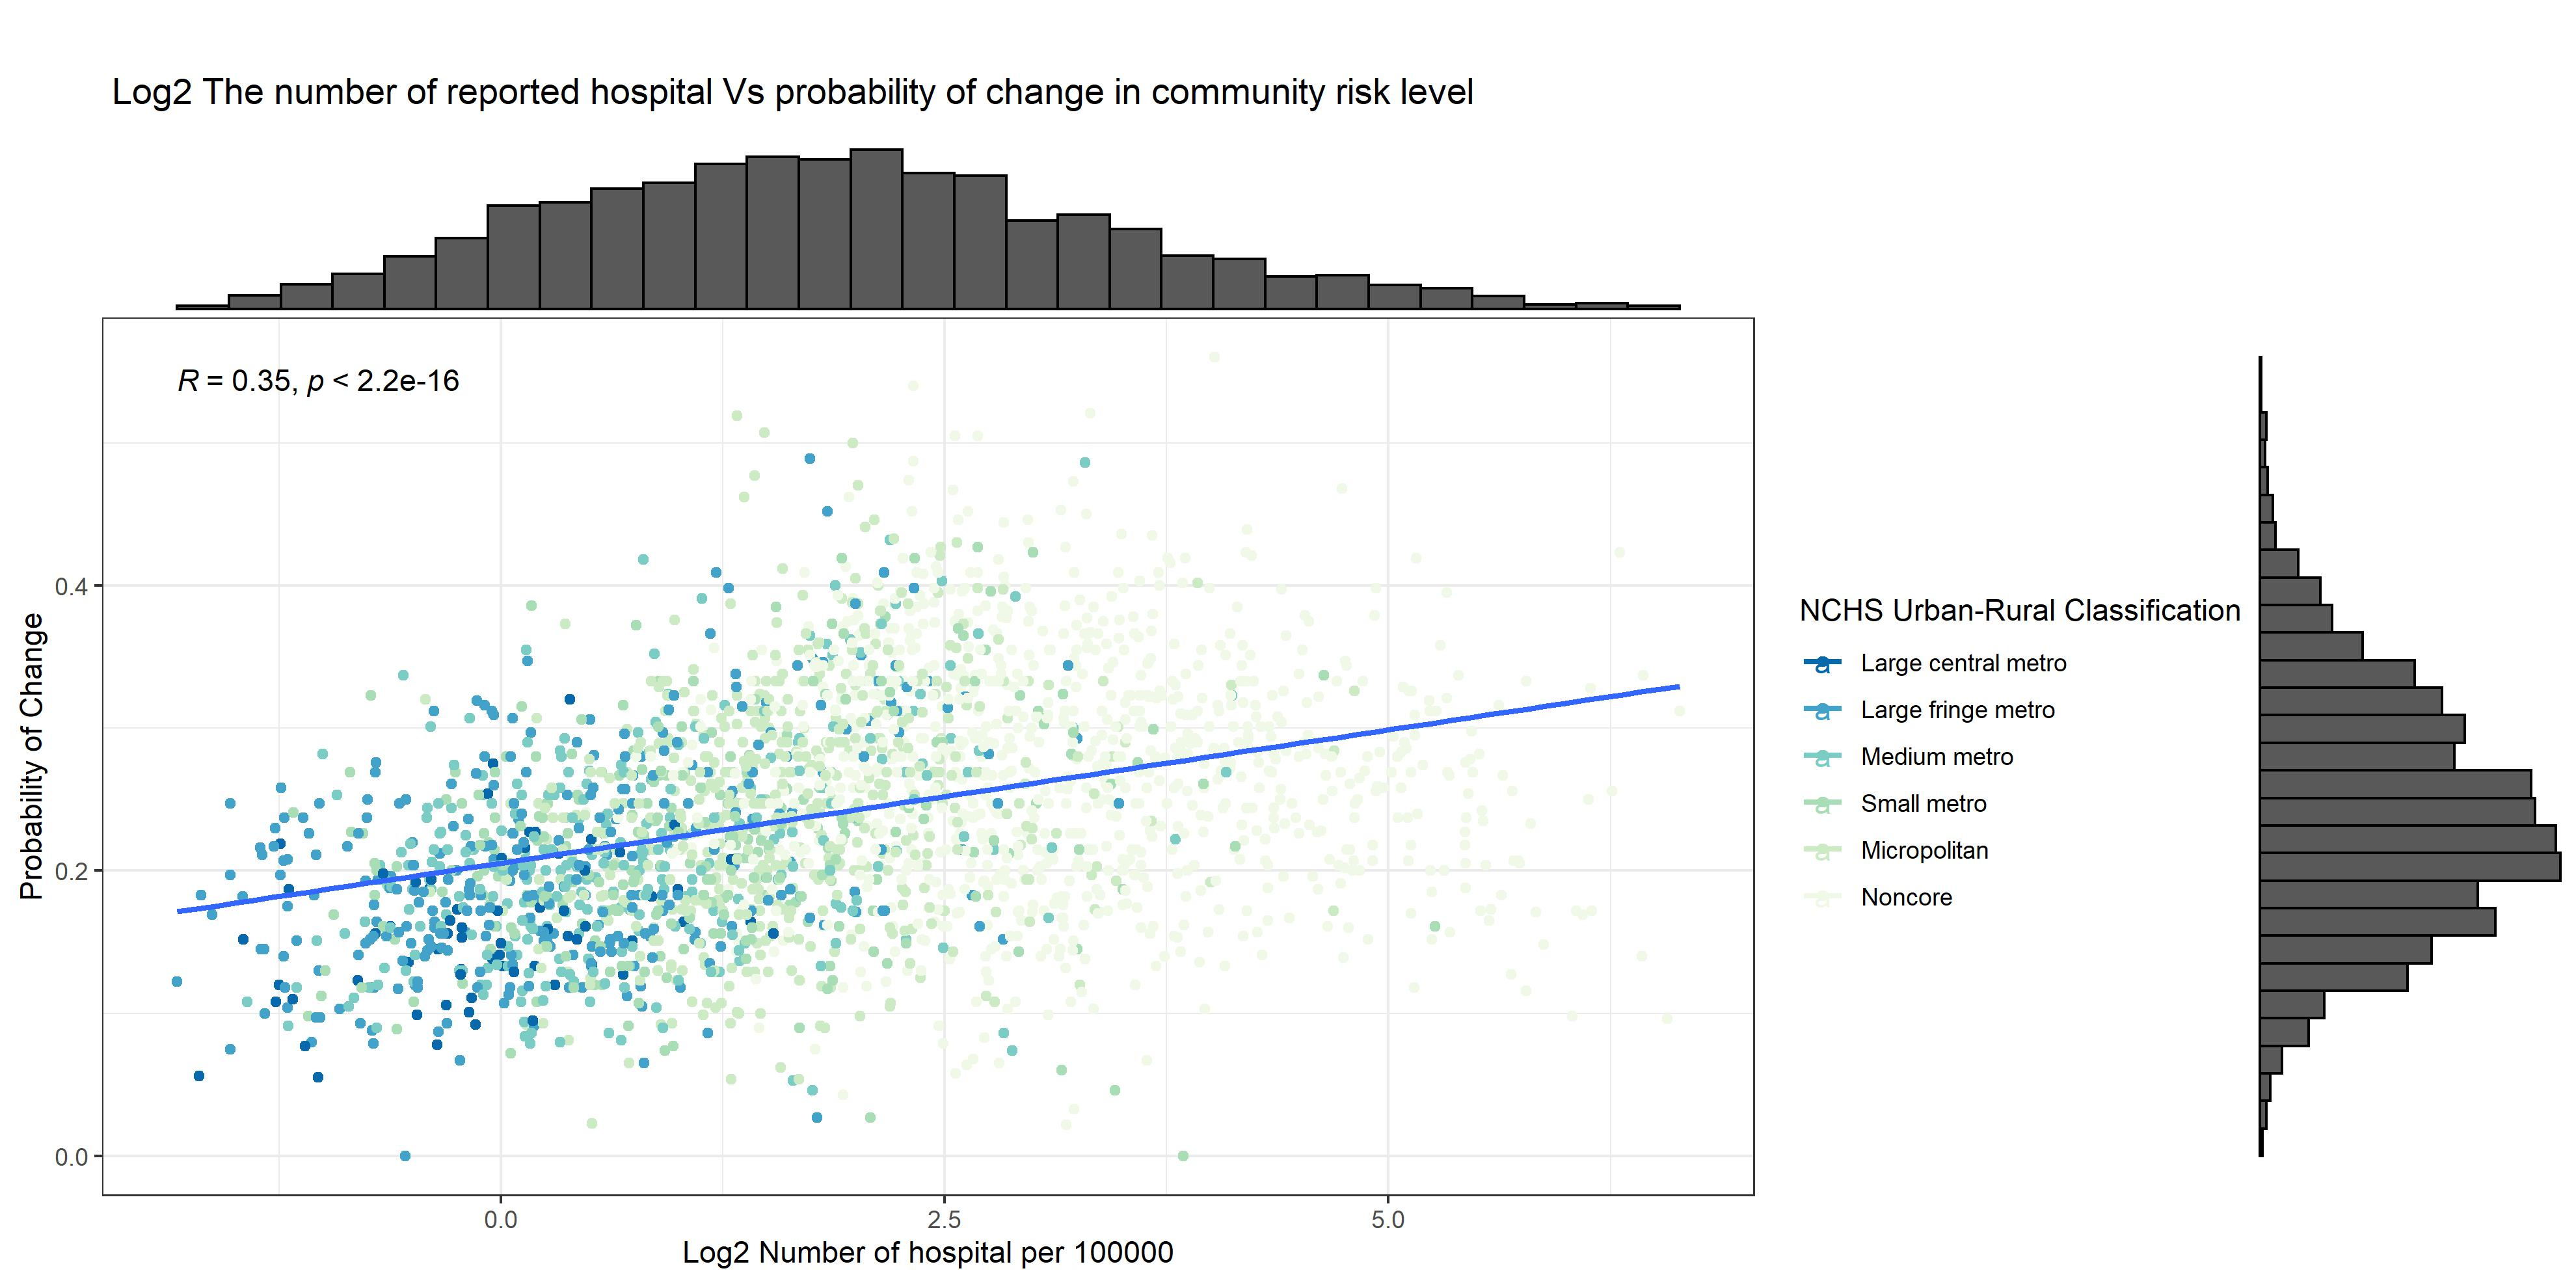 Log2 The number of reported hospital Vs probability of change in community risk level
R = 0.35, p < 2.2e-16
Probability of Change
0.4
0.2
0.0
0.0
2.5
5.0
Log2 Number of hospital per 100000
NCHS Urban-Rural Classification
a Large central metro
a Large fringe metro
a Medium metro
a Small metro
a Micropolitan
a Noncore